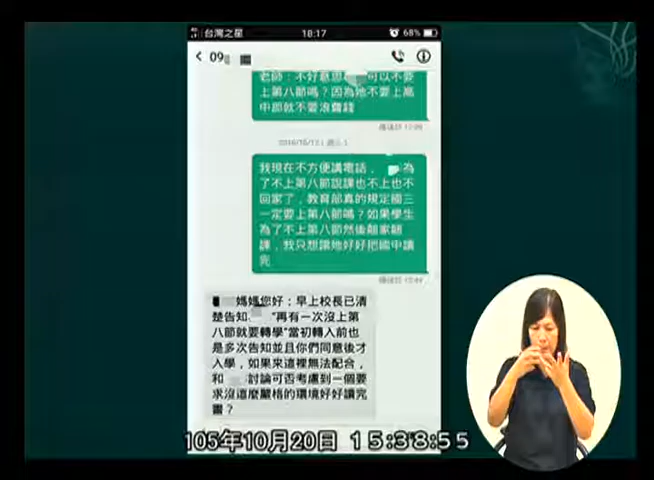 台灣之星 18:17 68%
09
老師：不好意思 可以不要
上第八節嗎？因為她不要上高
中節就不要浪費錢
我現在不方便講電話， 為
了不上第八節說課也不上也不
回家了，教育部真的規定國三
一定要上第八節嗎？如果學生
為了不上第八節然後翹家翹
課，我只想讓她好好把國中讀
完
媽媽您好：早上校長已清
楚告知 "再有一次沒上第
八節就要轉學"當初轉入前也
是多次告知並且你們同意後才
入學，如果來這裡無法配合，
和 討論可否考慮到一個要
求沒這麼嚴格的環境好好讀完
書？
105年10月20日 15:38:55